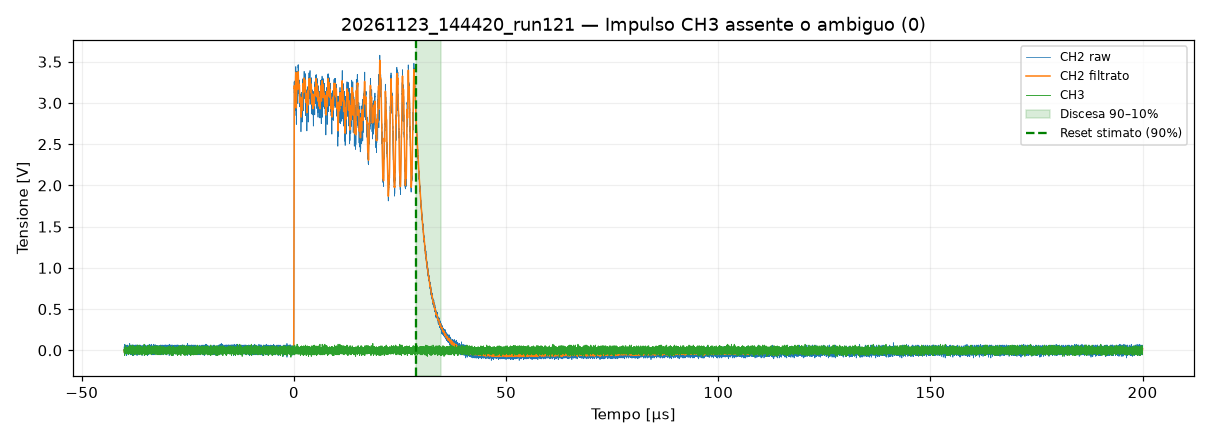 20261123_144420_run121 — Impulso CH3 assente o ambiguo (0)
CH2 raw
CH2 filtrato
CH3
Discesa 90–10%
Reset stimato (90%)
Tensione [V]
3.5
3.0
2.5
2.0
1.5
1.0
0.5
0.0
−50
0
50
100
150
200
Tempo [µs]